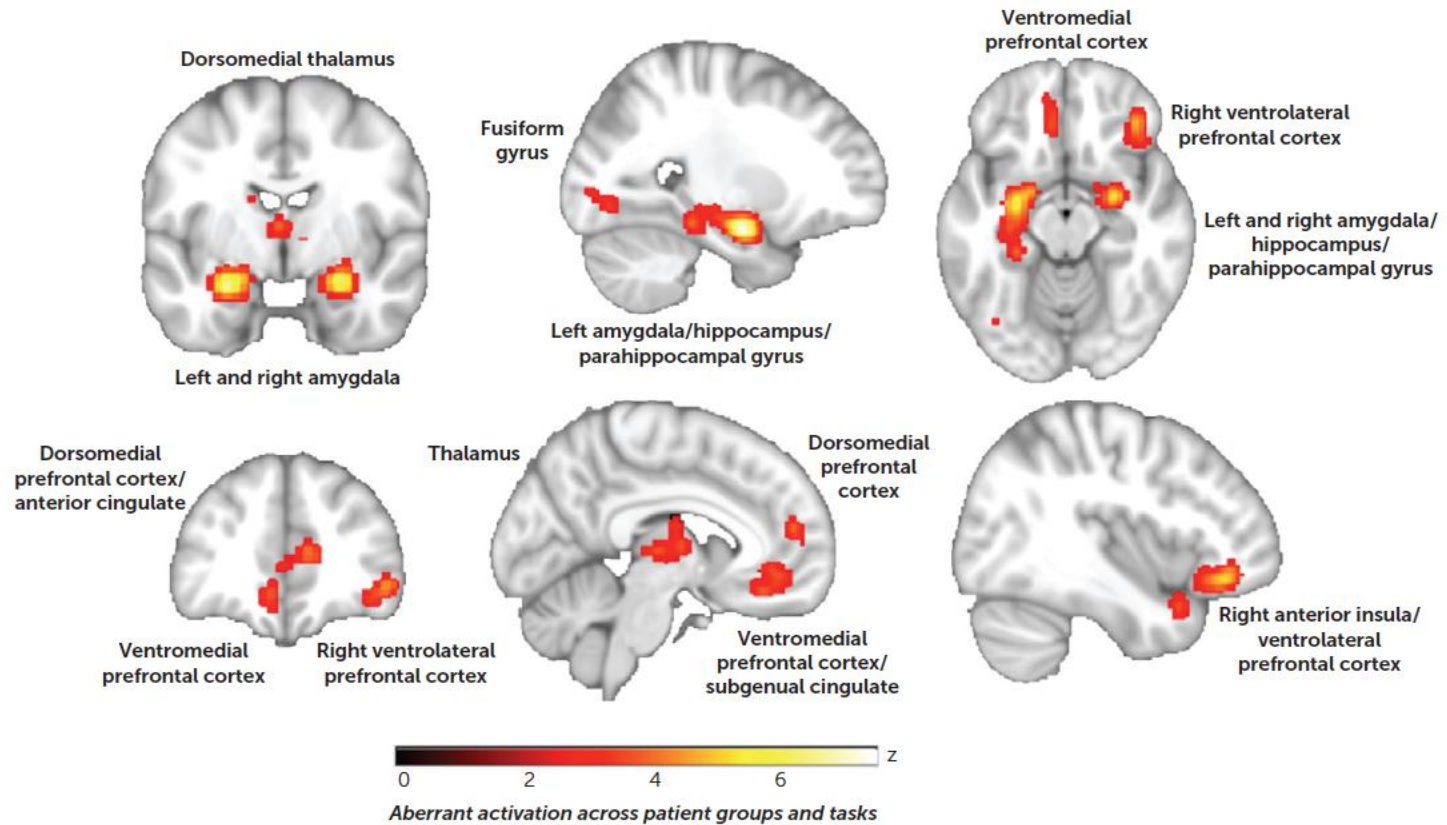 Dorsomedial thalamus
Left and right amygdala
Fusiform
gyrus
Left amygdala/hippocampus/
parahippocampal gyrus
Ventromedial
prefrontal cortex
Right ventrolateral
prefrontal cortex
Left and right amygdala/
hippocampus/
parahippocampal gyrus
Dorsomedial
prefrontal cortex/
anterior cingulate
Ventromedial
prefrontal cortex
Right ventrolateral
prefrontal cortex
Thalamus
Dorsomedial
prefrontal
cortex
Ventromedial
prefrontal cortex/
subgenual cingulate
Right anterior insula/
ventrolateral
prefrontal cortex
z
0 2 4 6
Aberrant activation across patient groups and tasks